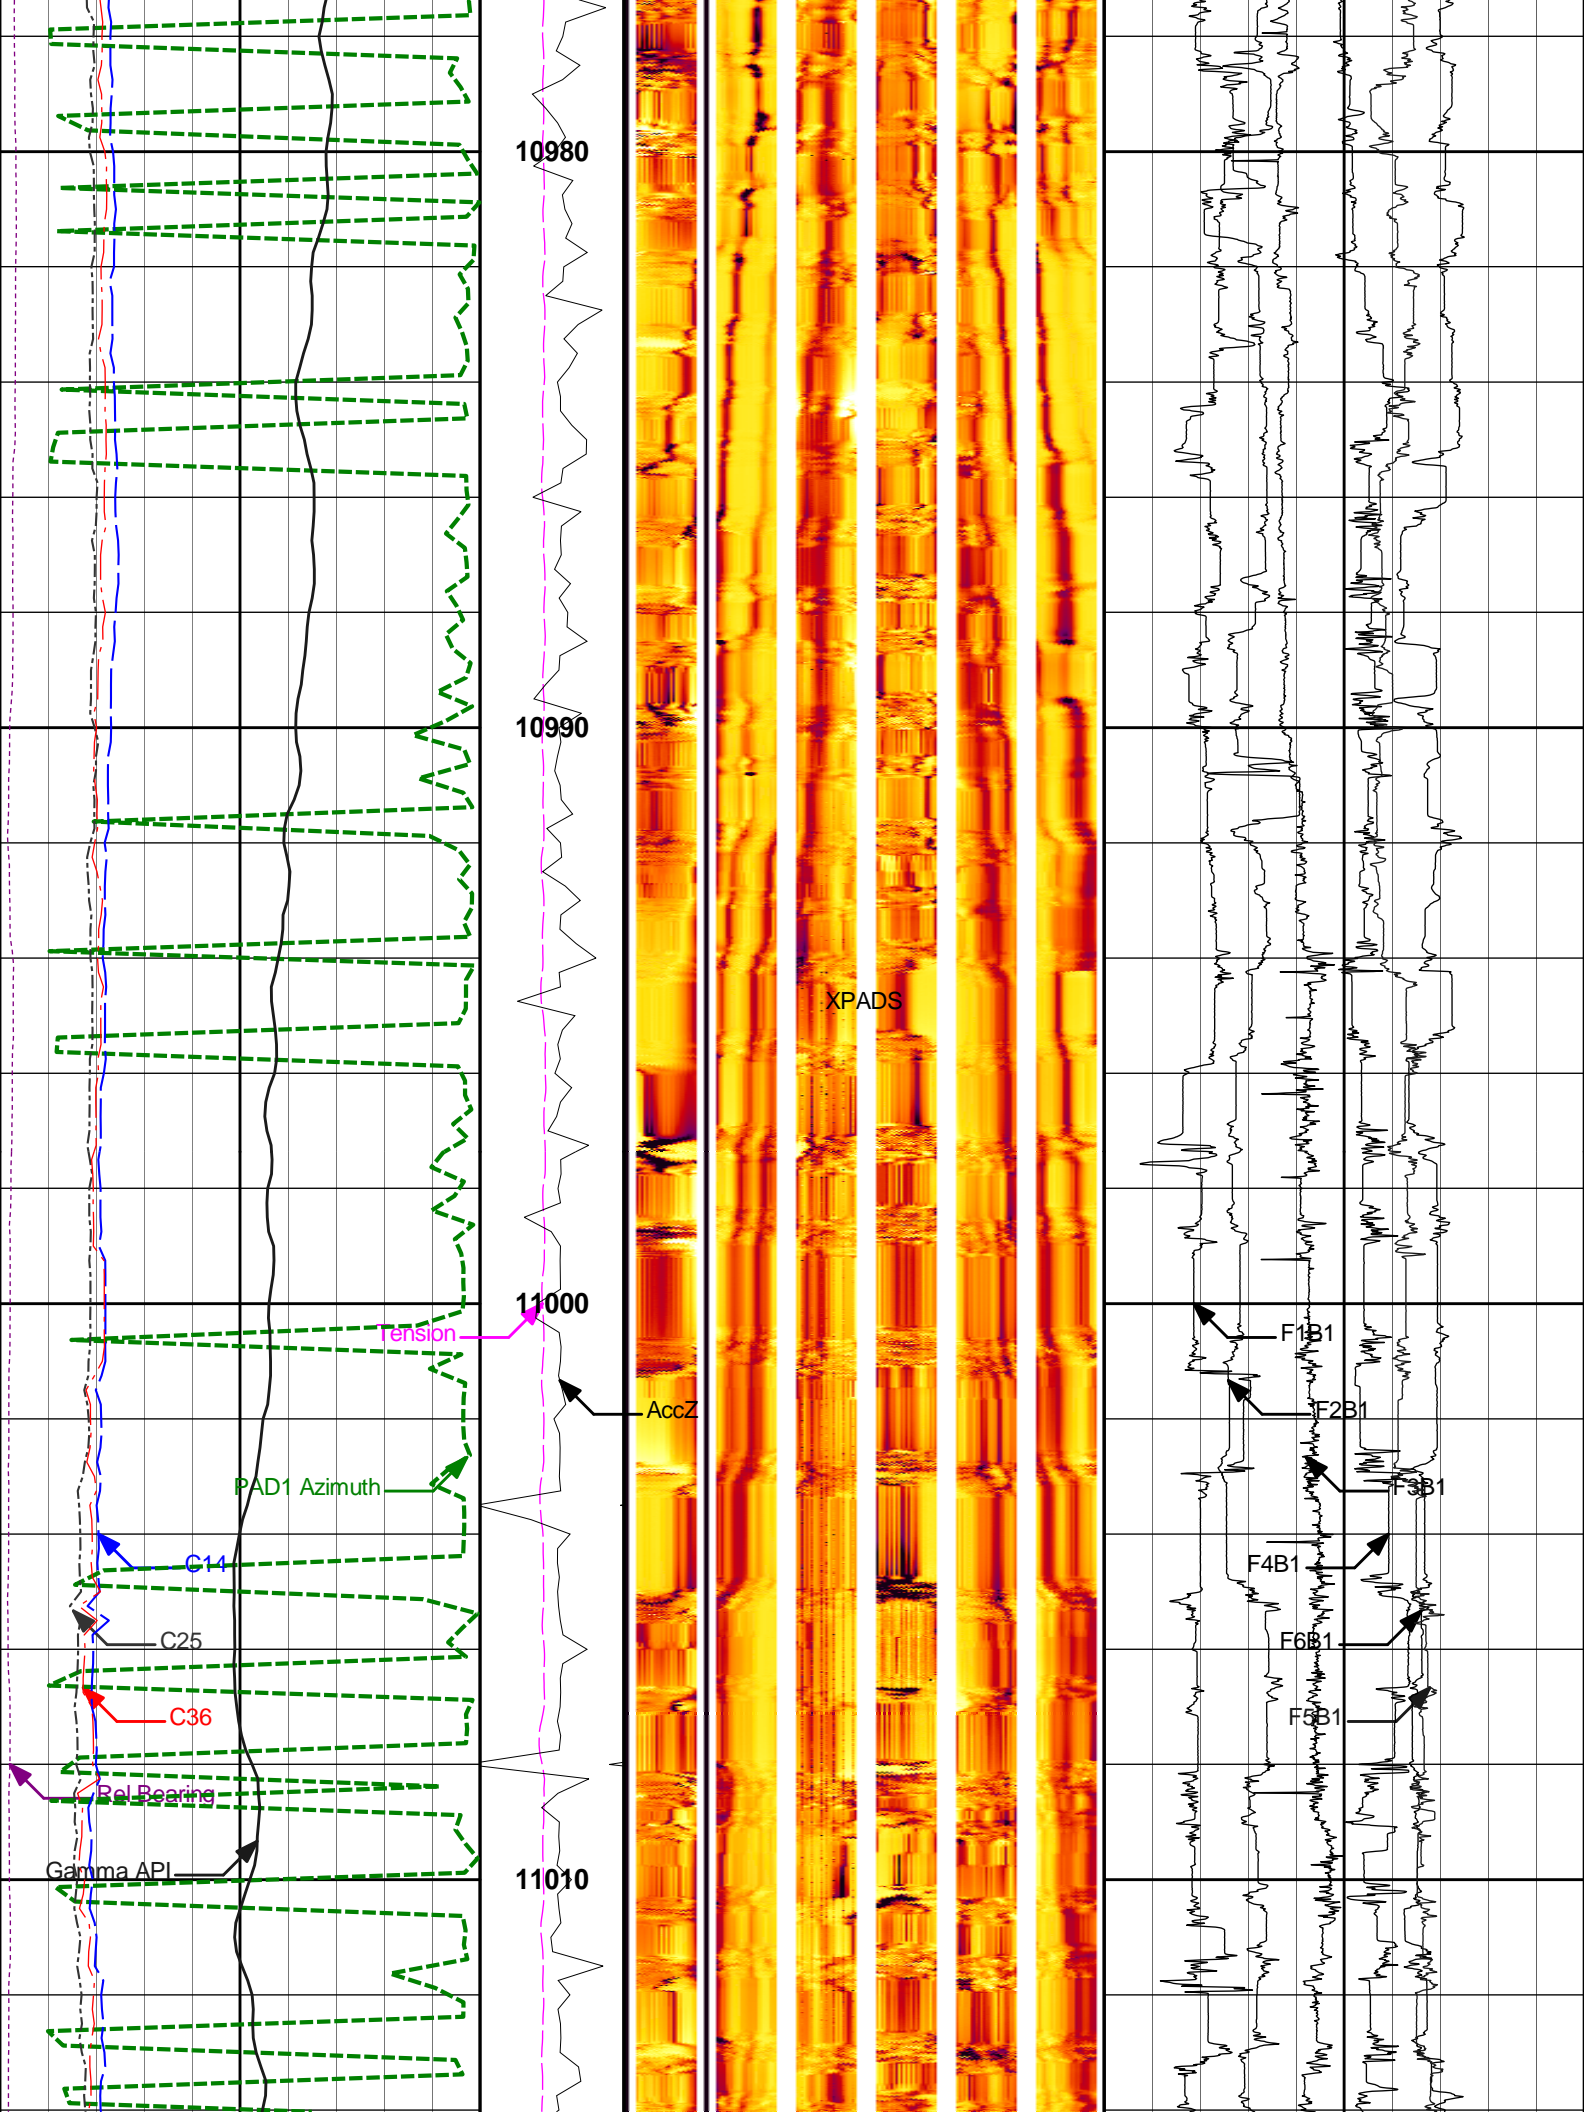 10980
10990
XPADS
11000
Tension
F1B1
AccZ
F2B1
PAD1 Azimuth
F3B1
C14
F4B1
C25
F6B1
C36
F5B1
Rel Bearing
Gamma API
11010